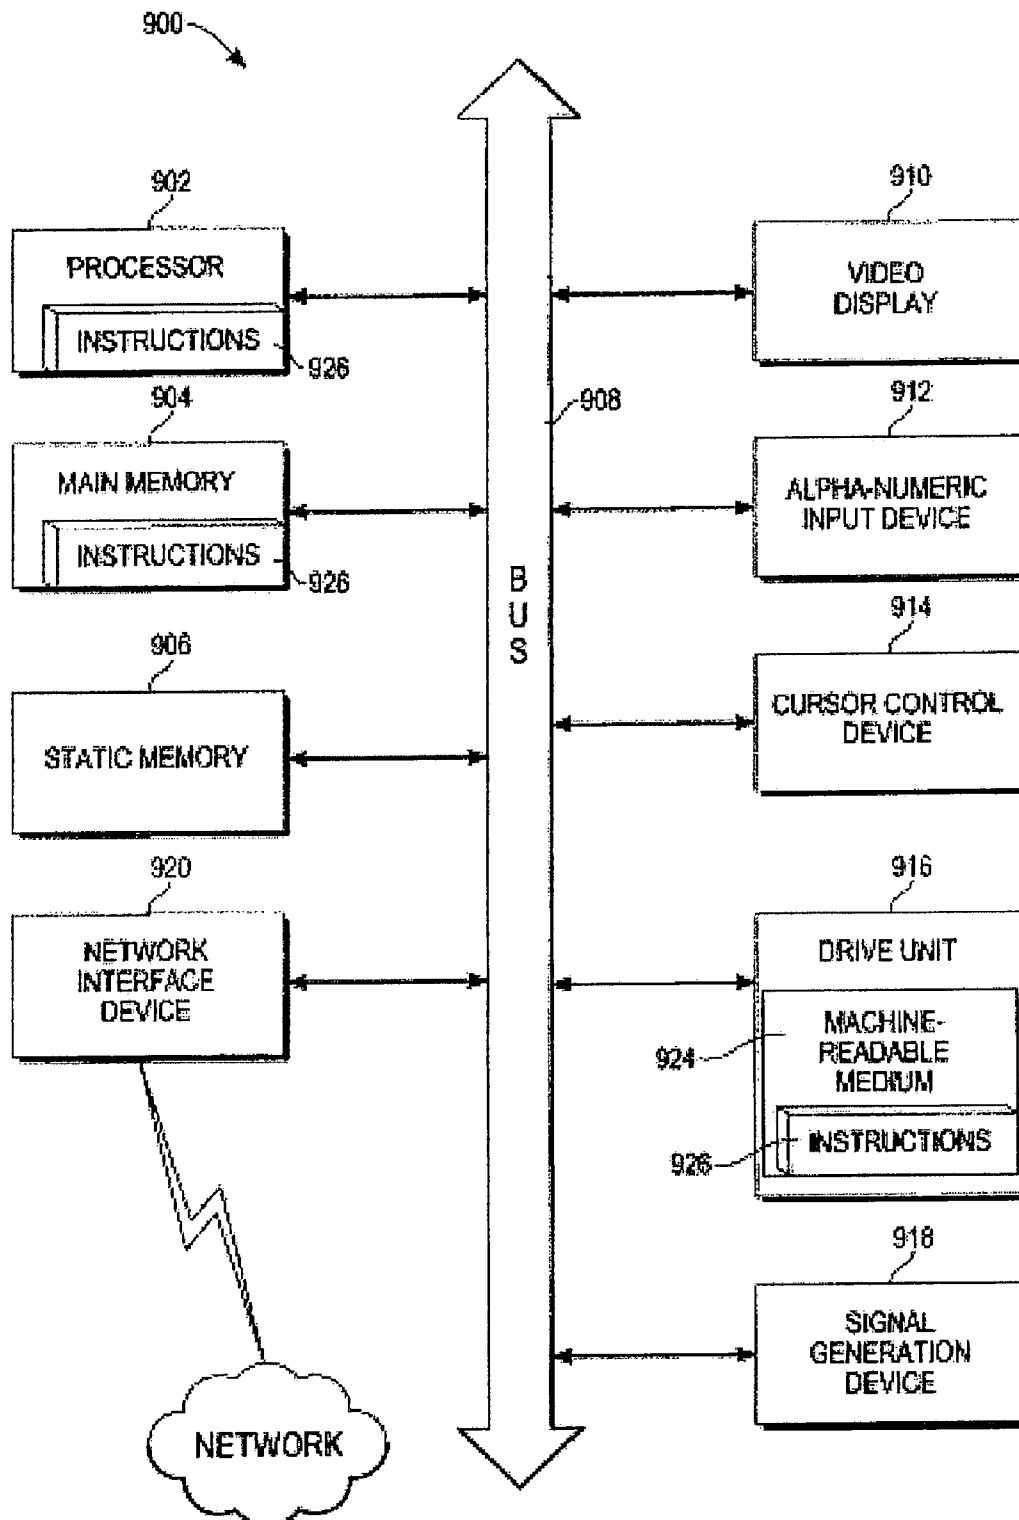 900
902
PROCESSOR
INSTRUCTIONS
926
904
MAIN MEMORY
INSTRUCTIONS
926
906
STATIC MEMORY
920
NETWORK
INTERFACE
DEVICE
NETWORK
BUS
908
910
VIDEO
DISPLAY
912
ALPHA-NUMERIC
INPUT DEVICE
914
CURSOR CONTROL
DEVICE
916
DRIVE UNIT
924
MACHINE-
READABLE
MEDIUM
926
INSTRUCTIONS
918
SIGNAL
GENERATION
DEVICE